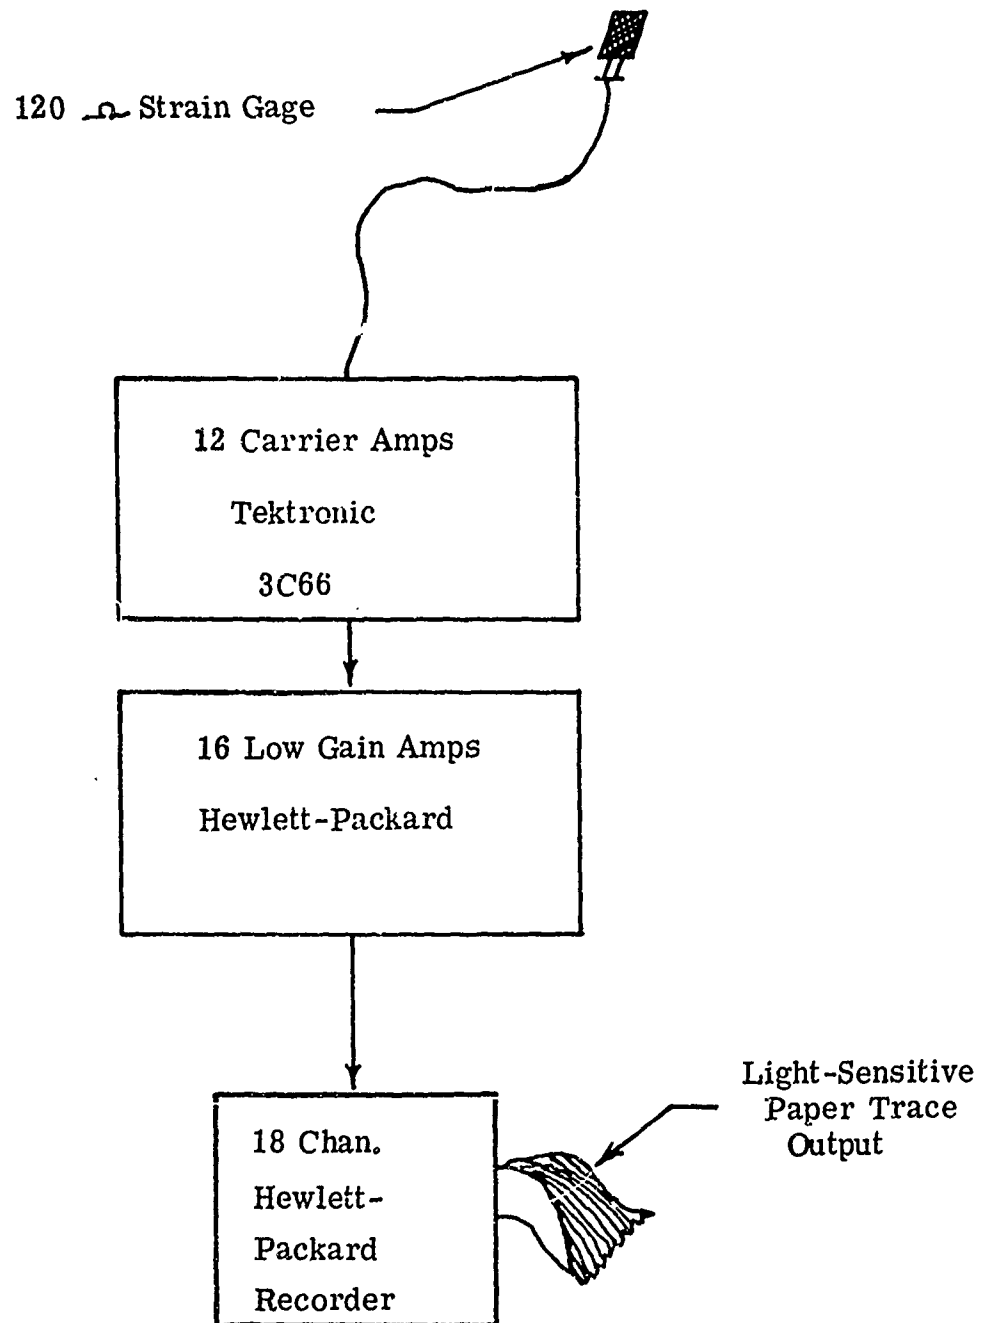 120 Ω Strain Gage
12 Carrier Amps
Tektronic
3C66
16 Low Gain Amps
Hewlett-Packard
Light-Sensitive
Paper Trace
Output
18 Chan.
Hewlett-
Packard
Recorder